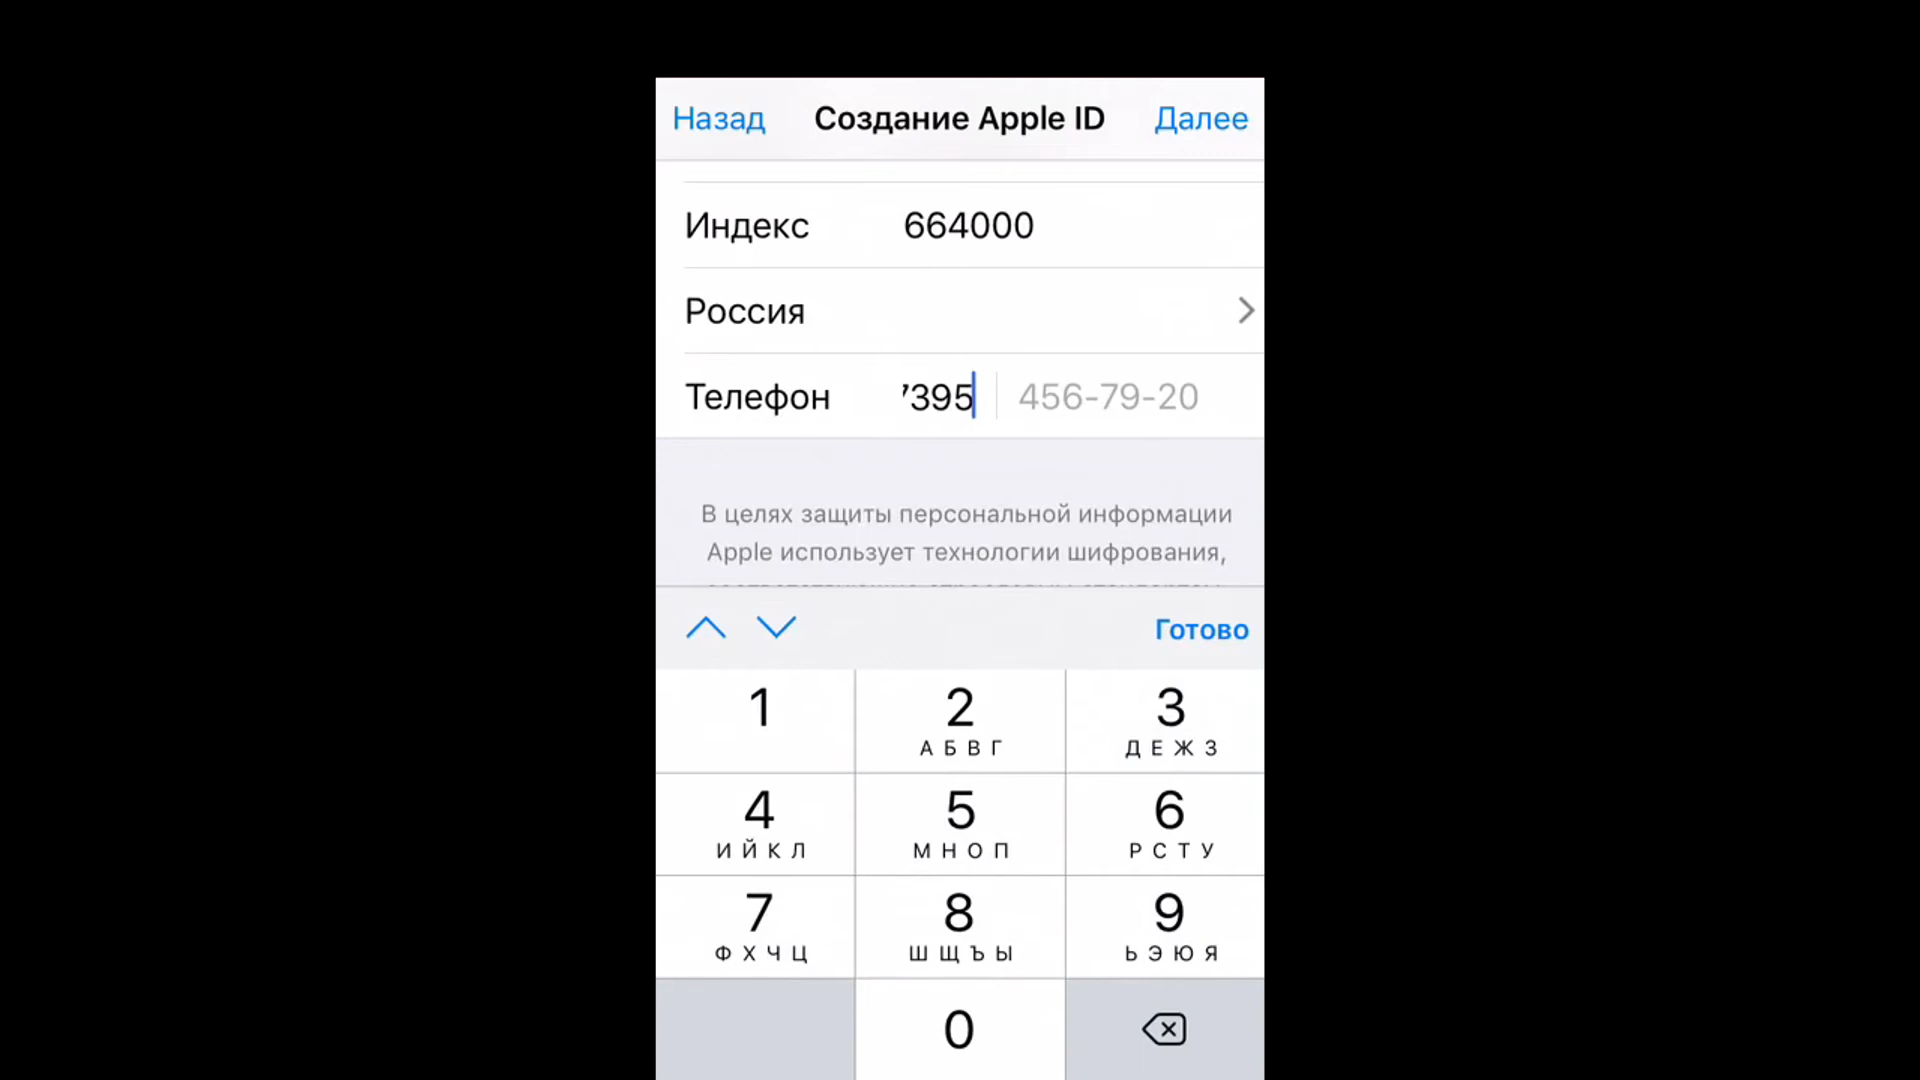 Назад Создание Apple ID Далее
Индекс 664000
Россия
Телефон 7395 456-79-20
В целях защиты персональной информации
Apple использует технологии шифрования,
Готово
1 2 3
А Б В Г Д Е Ж З
4 5 6
И Й К Л М Н О П Р С Т У
7 8 9
Ф Х Ч Ц Ш Щ Ъ Ы Ь Э Ю Я
0